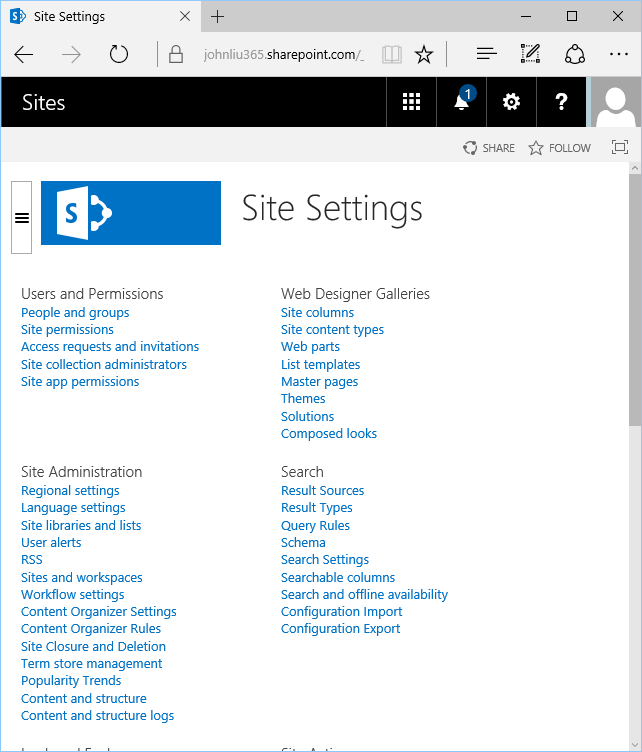 Site Settings
johnliu365.sharepoint.com/_
Sites
1
?
SHARE
FOLLOW
S
Site Settings
Users and Permissions
People and groups
Site permissions
Access requests and invitations
Site collection administrators
Site app permissions
Web Designer Galleries
Site columns
Site content types
Web parts
List templates
Master pages
Themes
Solutions
Composed looks
Site Administration
Regional settings
Language settings
Site libraries and lists
User alerts
RSS
Sites and workspaces
Workflow settings
Content Organizer Settings
Content Organizer Rules
Site Closure and Deletion
Term store management
Popularity Trends
Content and structure
Content and structure logs
Search
Result Sources
Result Types
Query Rules
Schema
Search Settings
Searchable columns
Search and offline availability
Configuration Import
Configuration Export